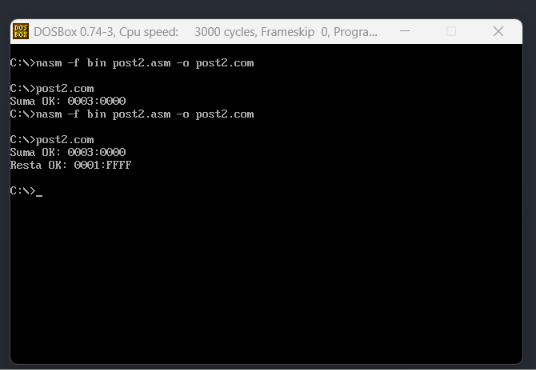 DOS BOX DOSBox 0.74-3, Cpu speed: 3000 cycles, Frameskip 0, Progra...
C:\>nasm -f bin post2.asm -o post2.com
C:\>post2.com
Suma OK: 0003:0000
C:\>nasm -f bin post2.asm -o post2.com
C:\>post2.com
Suma OK: 0003:0000
Resta OK: 0001:FFFF
C:\>_